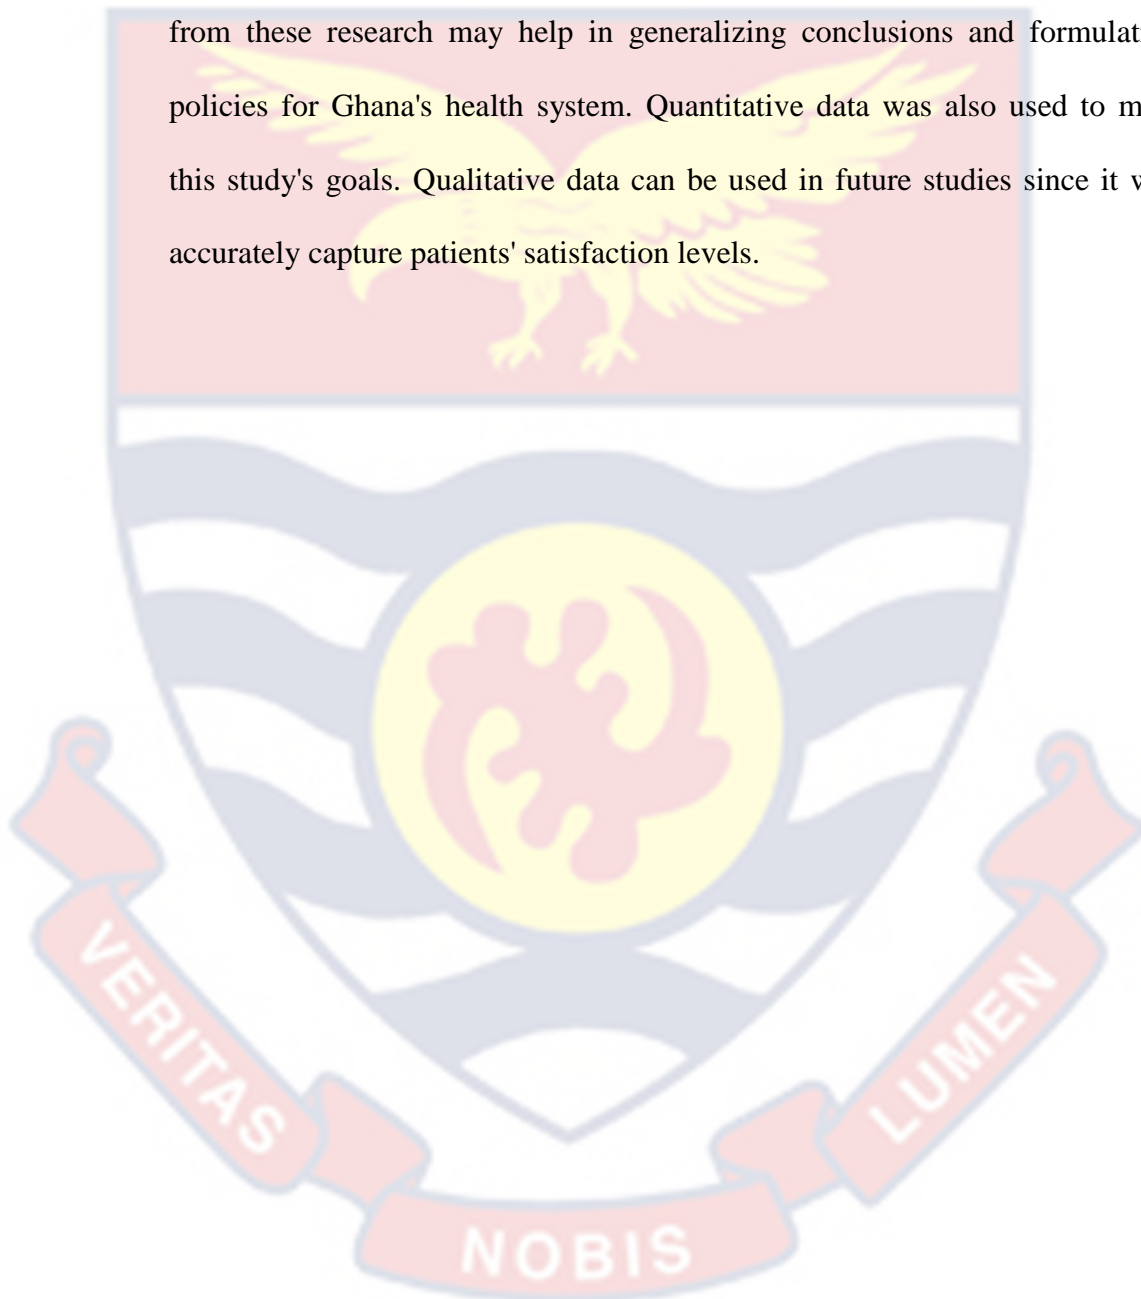 from these research may help in generalizing conclusions and formulati
policies for Ghana's health system. Quantitative data was also used to m
this study's goals. Qualitative data can be used in future studies since it w
accurately capture patients' satisfaction levels.
VERITAS
NOBIS
LUMEN